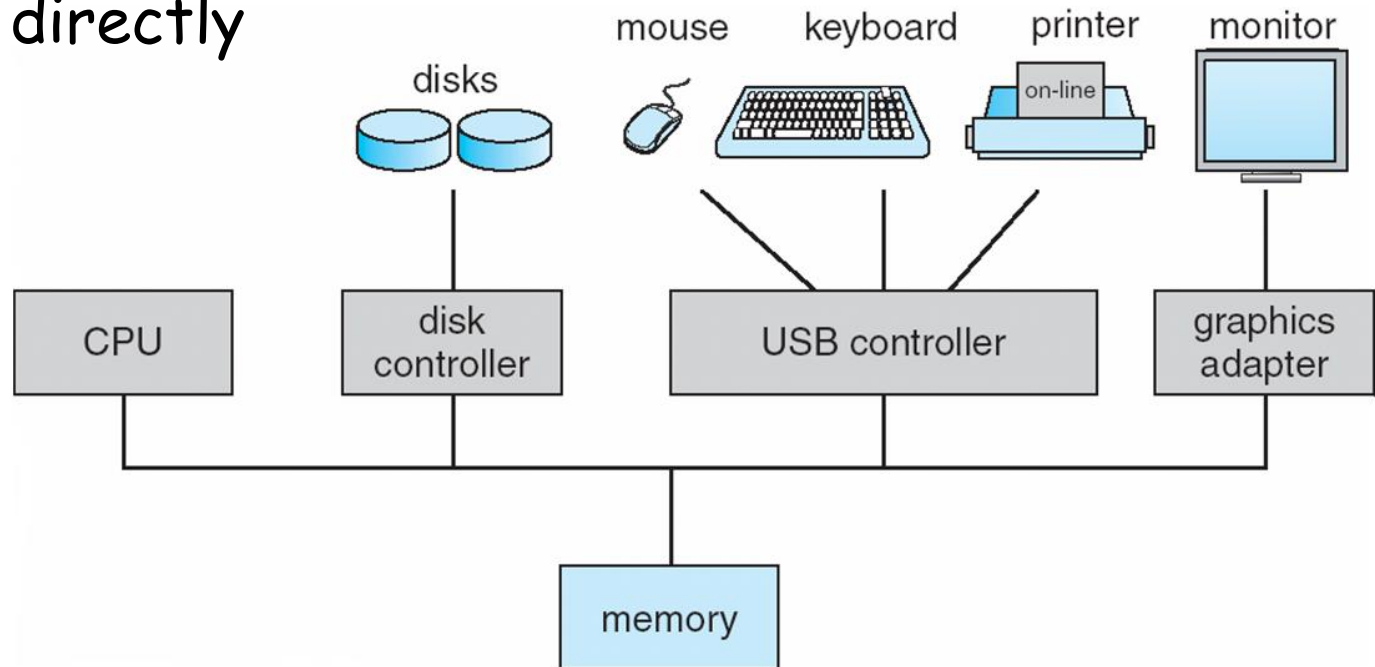 directly
mouse
keyboard
printer
monitor
disks
on-line
CPU
disk
controller
USB controller
graphics
adapter
memory